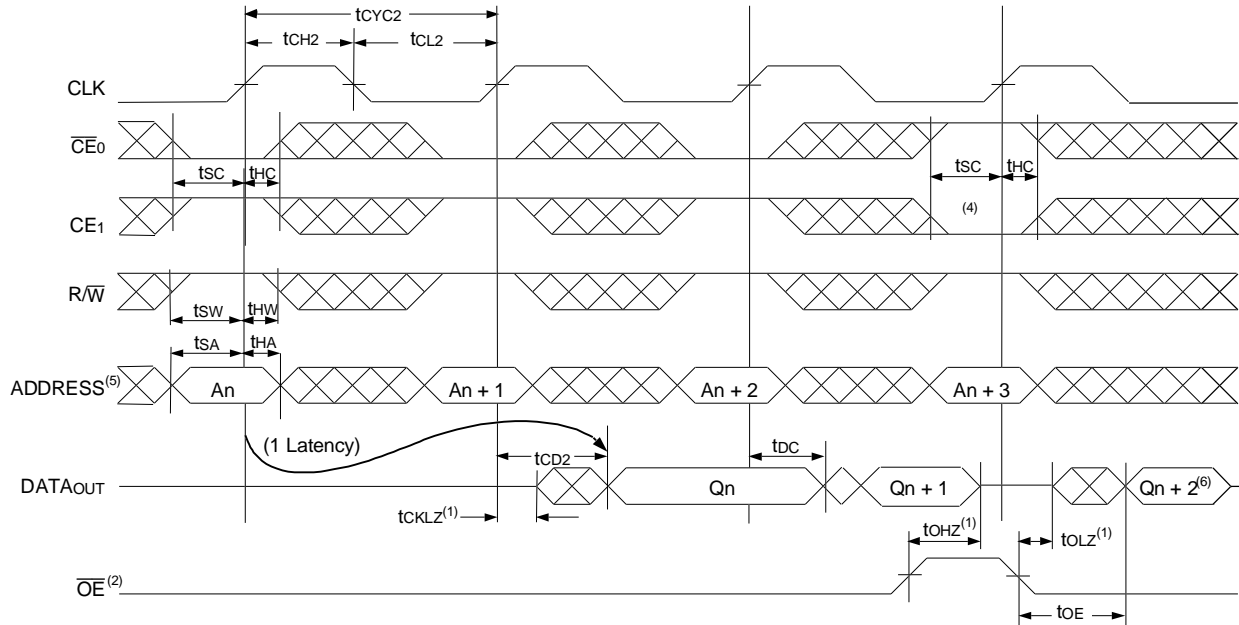 tCYC2
tCH2
tCL2
CLK
CE0
tSC
tHC
tSC
tHC
(4)
CE1
R/W
tSW
tHW
tSA
tHA
ADDRESS(5)
An
An + 1
An + 2
An + 3
(1 Latency)
tCD2
tDC
DATAOUT
Qn
Qn + 1
Qn + 2(6)
tCKLZ(1)
tOHZ(1)
tOLZ(1)
OE(2)
tOE